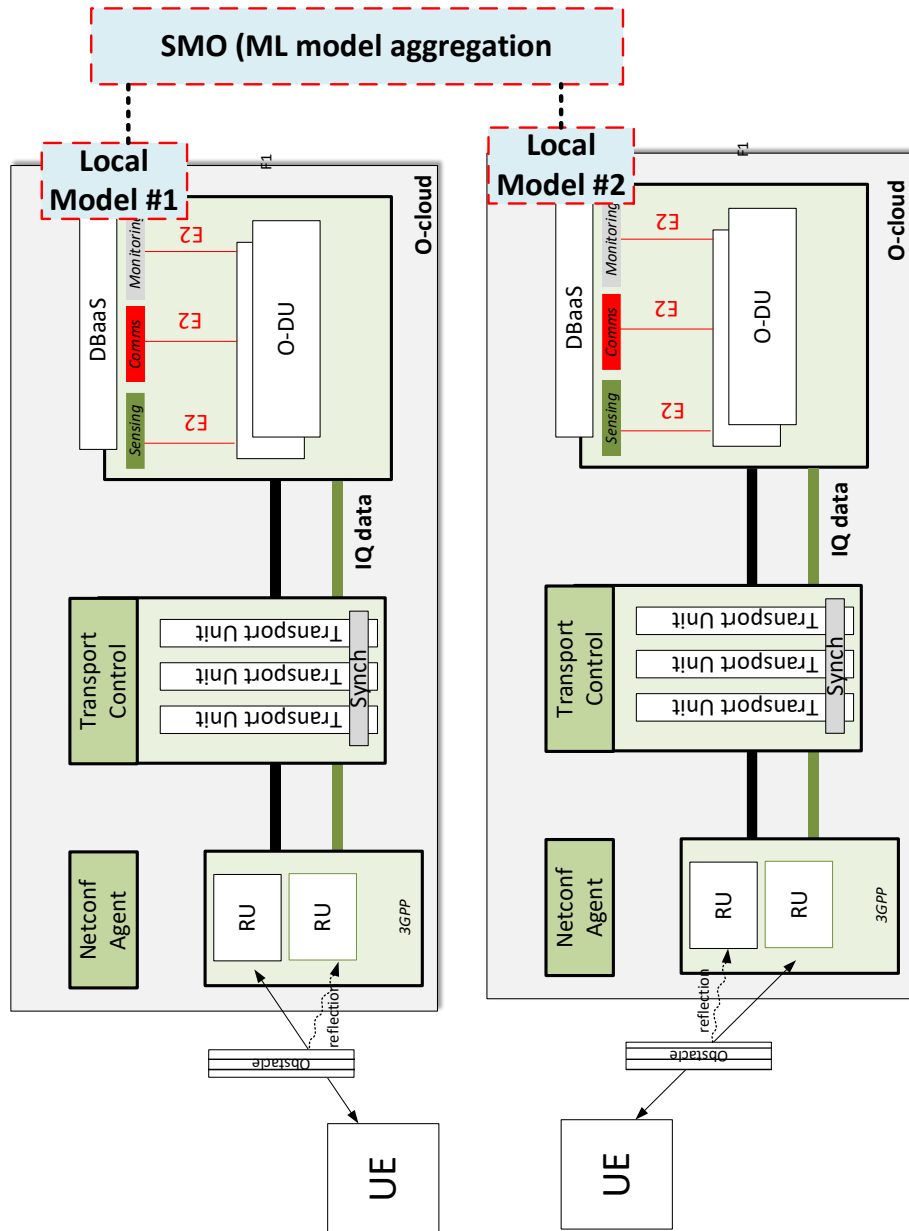 SMO (ML model aggregation
Local
Model #1
F1
O-cloud
DBaaS
Monitoring
Comms
Sensing
E2
E2
E2
O-DU
IQ data
Transport
Control
Transport Unit
Transport Unit
Transport Unit
Synch
Netconf
Agent
RU
RU
3GPP
reflection
Obstacle
UE
Local
Model #2
F1
O-cloud
DBaaS
Monitoring
Comms
Sensing
E2
E2
E2
O-DU
IQ data
Transport
Control
Transport Unit
Transport Unit
Transport Unit
Synch
Netconf
Agent
RU
RU
3GPP
reflection
Obstacle
UE